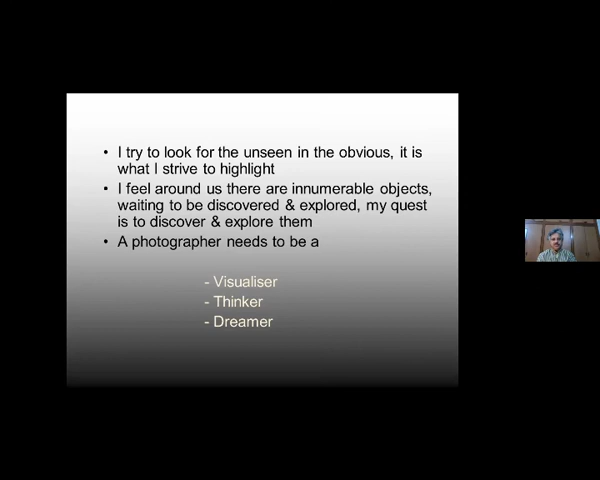 • I try to look for the unseen in the obvious, it is
what I strive to highlight
• I feel around us there are innumerable objects,
waiting to be discovered & explored, my quest
is to discover & explore them
• A photographer needs to be a
- Visualiser
- Thinker
- Dreamer